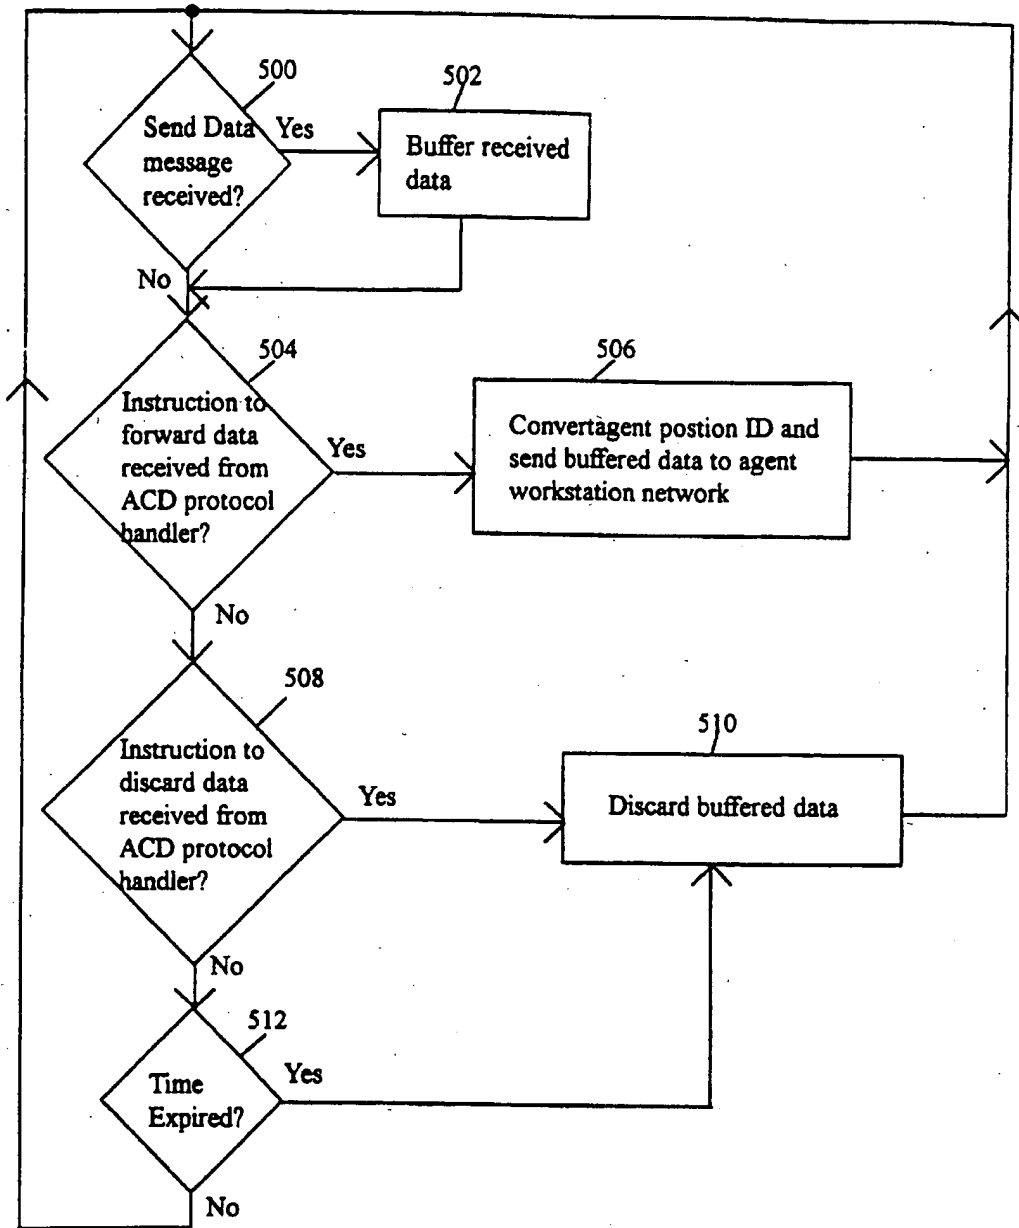 500
Send Data
message
received?
Yes
502
Buffer received
data
No
504
Instruction to
forward data
received from
ACD protocol
handler?
Yes
506
Convertagent postion ID and
send buffered data to agent
workstation network
No
508
Instruction to
discard data
received from
ACD protocol
handler?
Yes
510
Discard buffered data
No
512
Time
Expired?
Yes
No